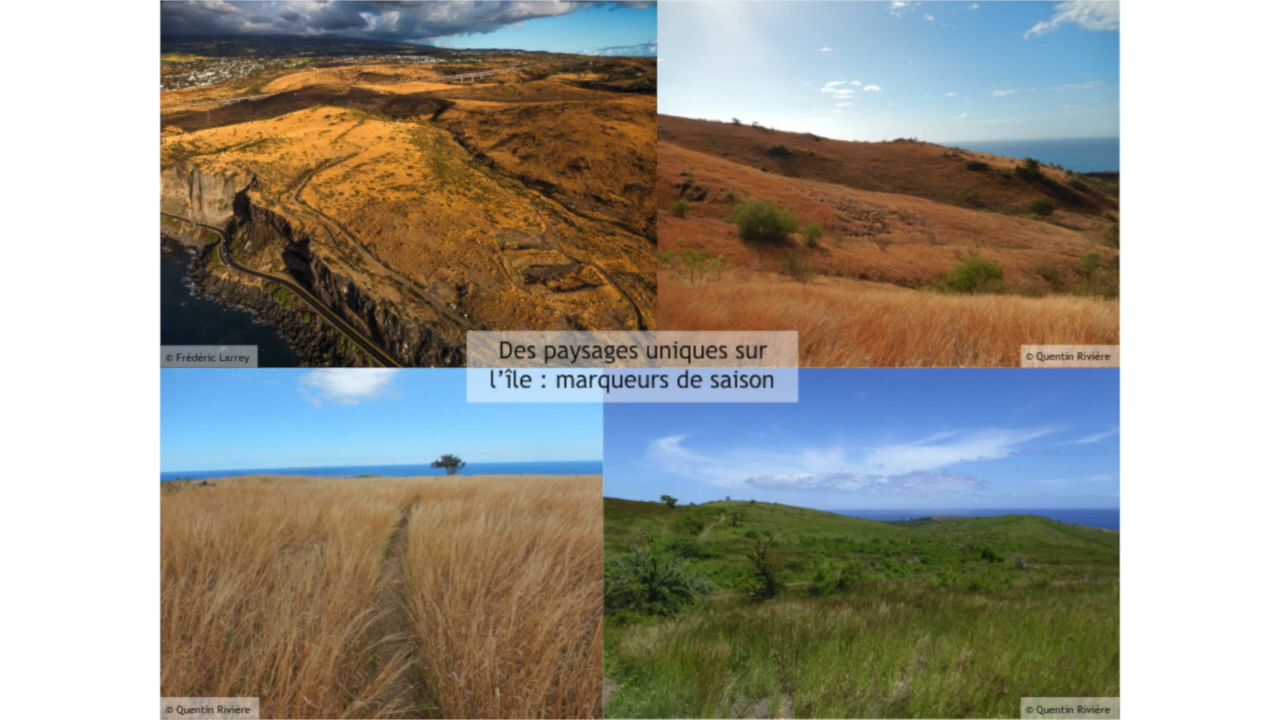 © Frédéric Larrey
© Quentin Rivière
Des paysages uniques sur
l’île : marqueurs de saison
© Quentin Rivière
© Quentin Rivière